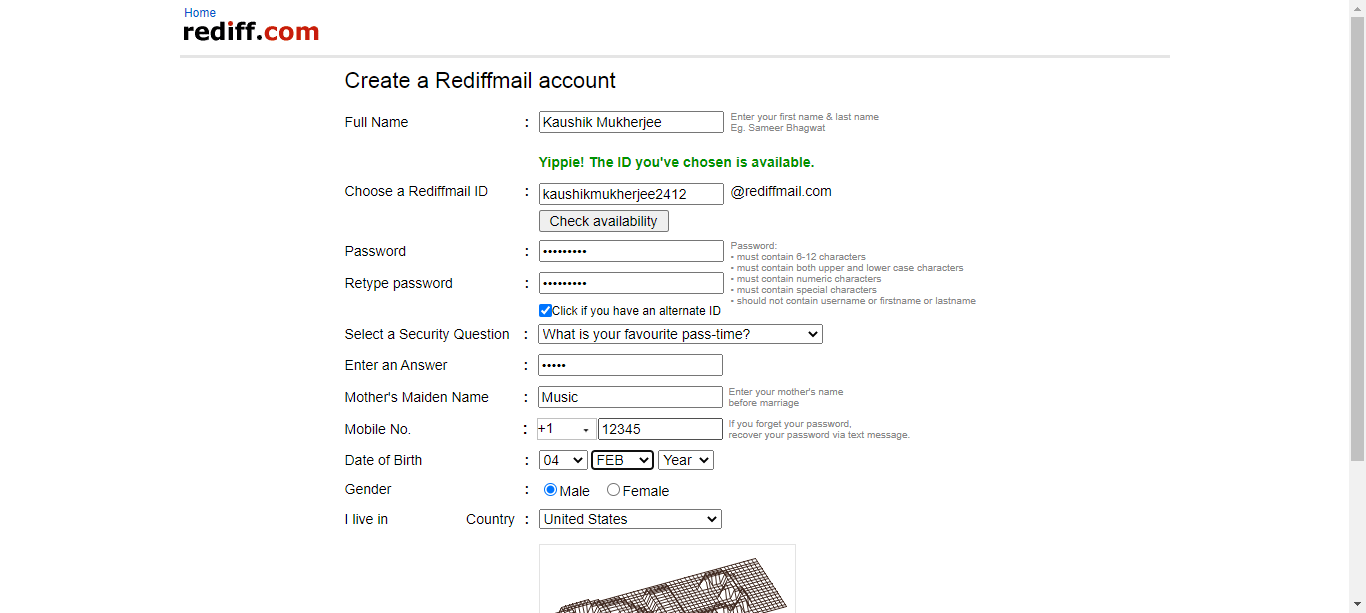 Home
rediff.com
Create a Rediffmail account
Full Name : Kaushik Mukherjee Enter your first name & last name
Eg. Sameer Bhagwat
Yippie! The ID you've chosen is available.
Choose a Rediffmail ID : kaushikmukherjee2412 @rediffmail.com
Check availability
Password : ••••••••• Password:
• must contain 6-12 characters
• must contain both upper and lower case characters
• must contain numeric characters
• must contain special characters
• should not contain username or firstname or lastname
Retype password : •••••••••
Click if you have an alternate ID
Select a Security Question : What is your favourite pass-time?
Enter an Answer : •••••
Mother's Maiden Name : Music Enter your mother's name
before marriage
Mobile No. : +1 12345 If you forget your password,
recover your password via text message.
Date of Birth : 04 FEB Year
Gender : Male Female
I live in Country : United States